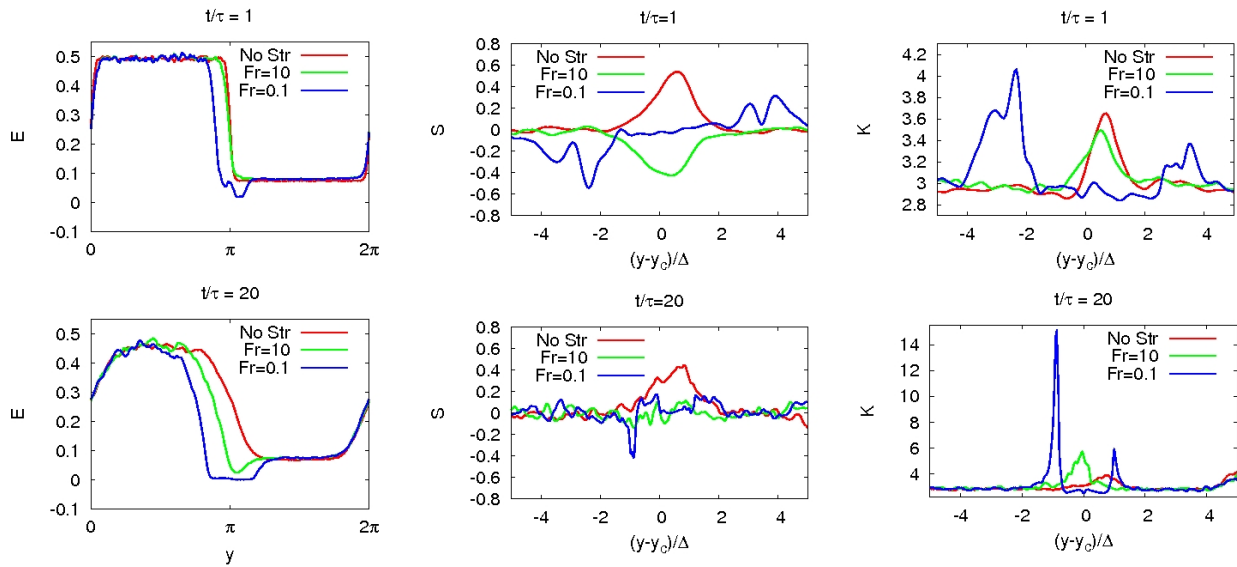 t/τ = 1
E
0.5
0.4
0.3
0.2
0.1
0
-0.1
No Str
Fr=10
Fr=0.1
0 π 2π
t/τ=1
S
0.8
0.6
0.4
0.2
0
-0.2
-0.4
-0.6
-0.8
No Str
Fr=10
Fr=0.1
-4 -2 0 2 4
(y-y_c)/Δ
t/τ = 1
K
4.2
4
3.8
3.6
3.4
3.2
3
2.8
No Str
Fr=10
Fr=0.1
-4 -2 0 2 4
(y-y_c)/Δ
t/τ = 20
E
0.5
0.4
0.3
0.2
0.1
0
-0.1
No Str
Fr=10
Fr=0.1
0 π 2π
y
t/τ=20
S
0.8
0.6
0.4
0.2
0
-0.2
-0.4
-0.6
-0.8
No Str
Fr=10
Fr=0.1
-4 -2 0 2 4
(y-y_c)/Δ
t/τ = 20
K
14
12
10
8
6
4
No Str
Fr=10
Fr=0.1
-4 -2 0 2 4
(y-y_c)/Δ